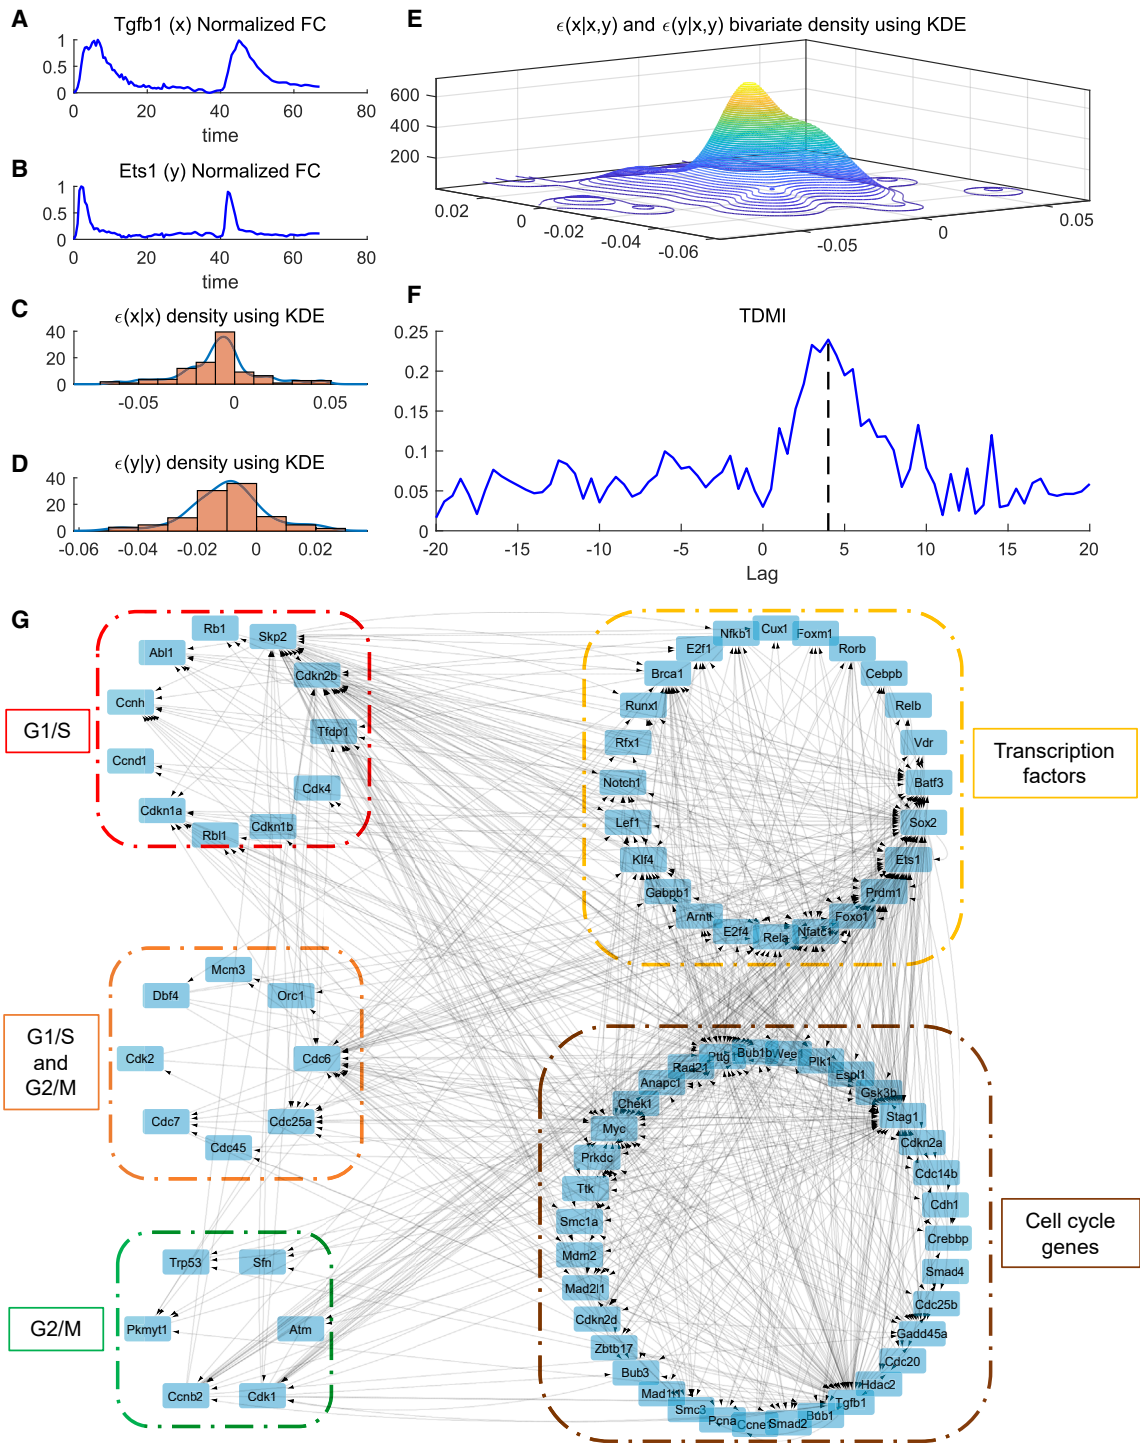 A
Tgfb1 (x) Normalized FC
1
0.5
0
0 20 40 60 80
time
B
Ets1 (y) Normalized FC
1
0.5
0
0 20 40 60 80
time
C
ϵ(x|x) density using KDE
40
20
0
-0.05 0 0.05
D
ϵ(y|y) density using KDE
40
20
0
-0.06 -0.04 -0.02 0 0.02
E
ϵ(x|x,y) and ϵ(y|x,y) bivariate density using KDE
600
400
200
0.02 0 -0.02 -0.04 -0.06
-0.05 0 0.05
F
TDMI
0.25
0.2
0.15
0.1
0.05
0
-20 -15 -10 -5 0 5 10 15 20
Lag
G
G1/S
Rb1
Skp2
Abl1
Cdkn2b
Ccnh
Tfdp1
Ccnd1
Cdk4
Cdkn1a
Cdkn1b
Rbl1
G1/S
and
G2/M
Mcm3
Dbf4
Orc1
Cdk2
Cdc6
Cdc7
Cdc25a
Cdc45
G2/M
Trp53
Sfn
Pkmyt1
Atm
Ccnb2
Cdk1
Transcription
factors
Cux1
Nfkb1
Foxm1
E2f1
Rorb
Brca1
Cebpb
Runx1
Relb
Rfx1
Vdr
Notch1
Batf3
Lef1
Sox2
Klf4
Ets1
Gabpb1
Prdm1
Arntl
Foxo1
E2f4
Nfatc1
Rela
Cell cycle
genes
Pttg1
Bub1b
Wee1
Rad21
Plk1
Anapc1
Espl1
Chek1
Gsk3b
Myc
Stag1
Prkdc
Cdkn2a
Ttk
Cdc14b
Smc1a
Cdh1
Mdm2
Crebbp
Mad2l1
Smad4
Cdkn2d
Cdc25b
Zbtb17
Gadd45a
Bub3
Cdc20
Mad1l1
Hdac2
Smc3
Tgfb1
Pcna
Bub1
Ccne
Smad2